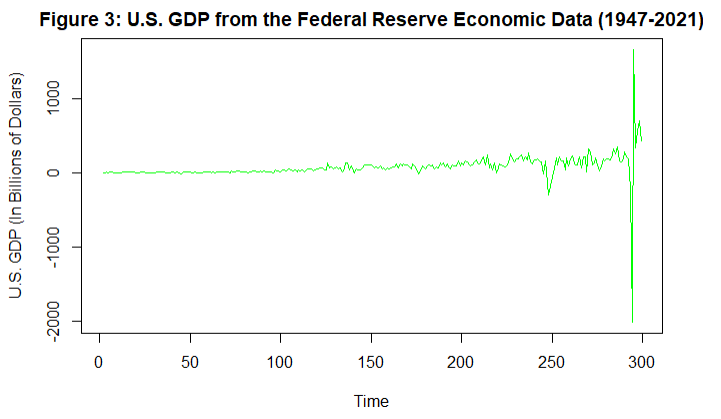 Figure 3: U.S. GDP from the Federal Reserve Economic Data (1947-2021)
U.S. GDP (In Billions of Dollars)
1000
0
-1000
-2000
0 50 100 150 200 250 300
Time